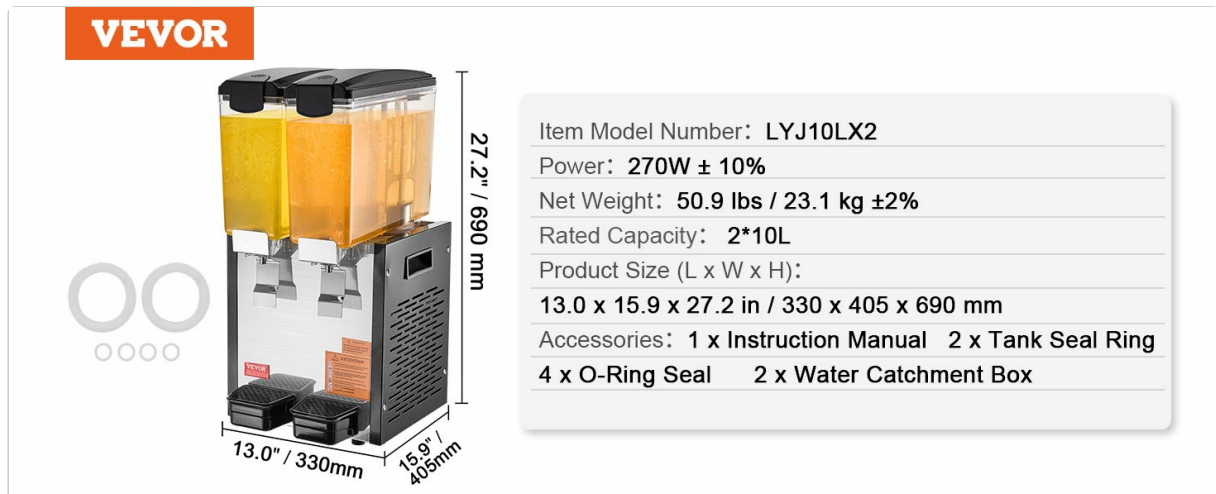 VEVOR
27.2" / 690 mm
VEVOR
ATTENTION
13.0" / 330mm
15.9" /
405mm
Item Model Number: LYJ10LX2
Power: 270W ± 10%
Net Weight: 50.9 lbs / 23.1 kg ±2%
Rated Capacity: 2*10L
Product Size (L x W x H):
13.0 x 15.9 x 27.2 in / 330 x 405 x 690 mm
Accessories: 1 x Instruction Manual 2 x Tank Seal Ring
4 x O-Ring Seal 2 x Water Catchment Box